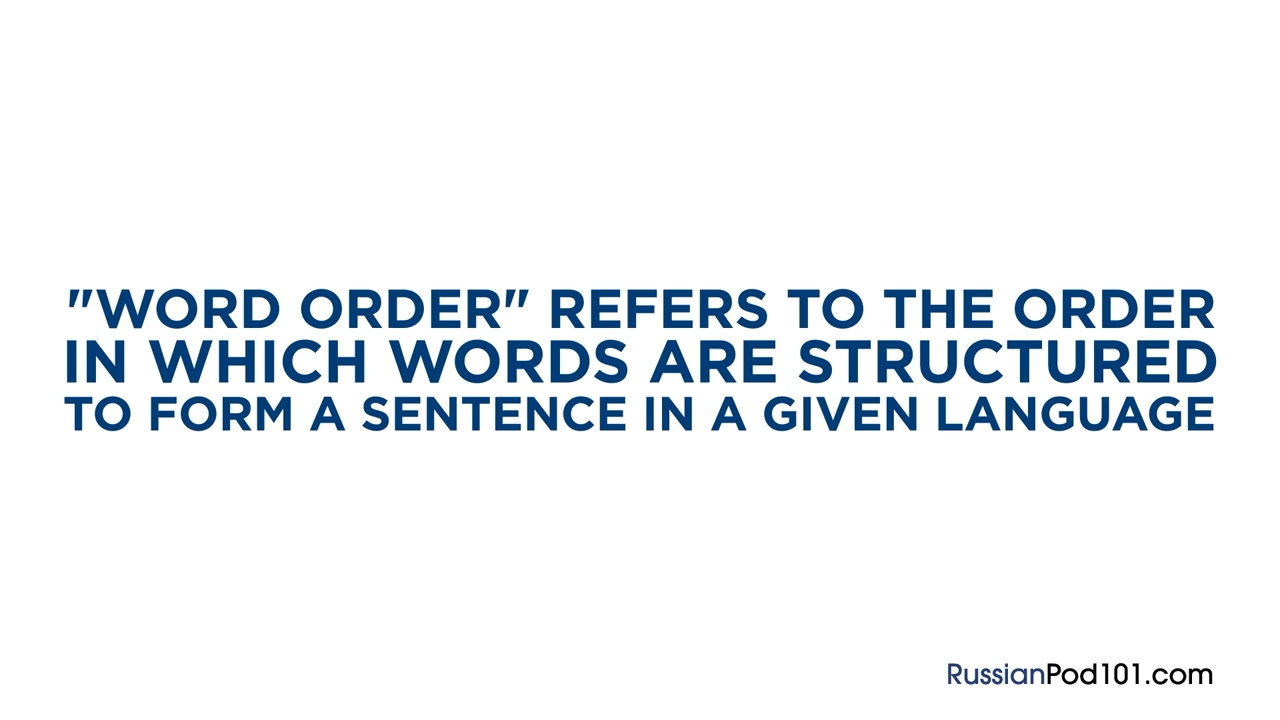 "WORD ORDER" REFERS TO THE ORDER
IN WHICH WORDS ARE STRUCTURED
TO FORM A SENTENCE IN A GIVEN LANGUAGE
RussianPod101.com